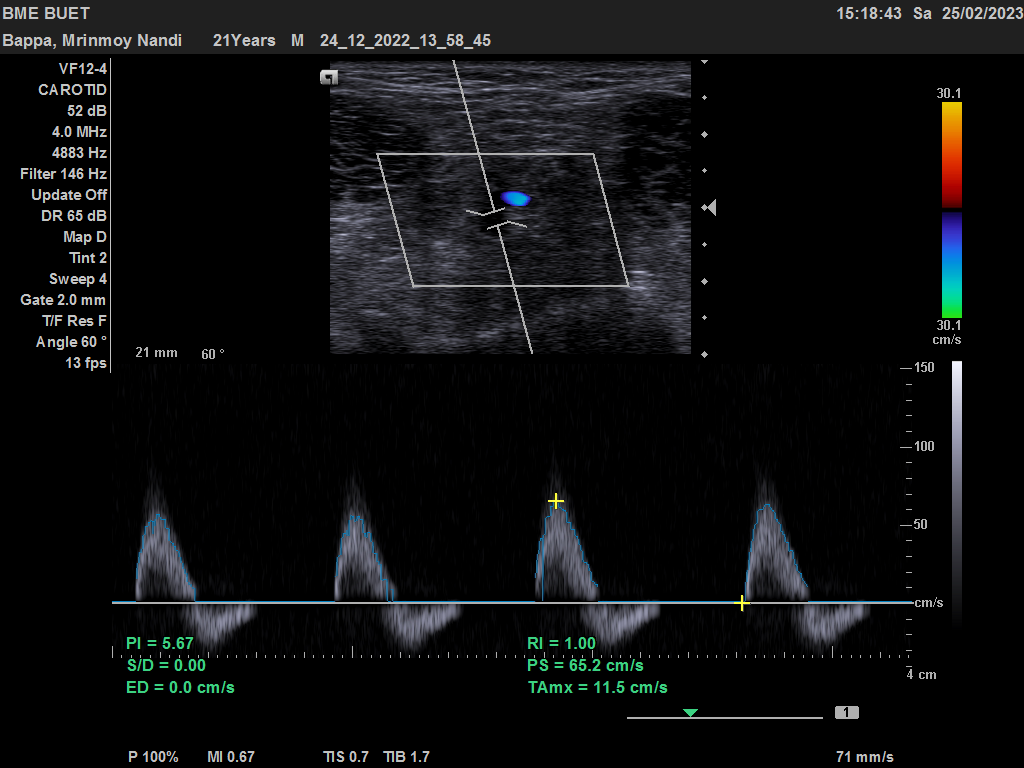 BME BUET 15:18:43 Sa 25/02/2023
Bappa, Mrinmoy Nandi 21Years M 24_12_2022_13_58_45
VF12-4
CAROTID
52 dB
4.0 MHz
4883 Hz
Filter 146 Hz
Update Off
DR 65 dB
Map D
Tint 2
Sweep 4
Gate 2.0 mm
T/F Res F
Angle 60 °
13 fps
21 mm 60 °
30.1
30.1
cm/s
150
100
50
cm/s
4 cm
PI = 5.67 RI = 1.00
S/D = 0.00 PS = 65.2 cm/s
ED = 0.0 cm/s TAmx = 11.5 cm/s
1
P 100% MI 0.67 TIS 0.7 TIB 1.7 71 mm/s